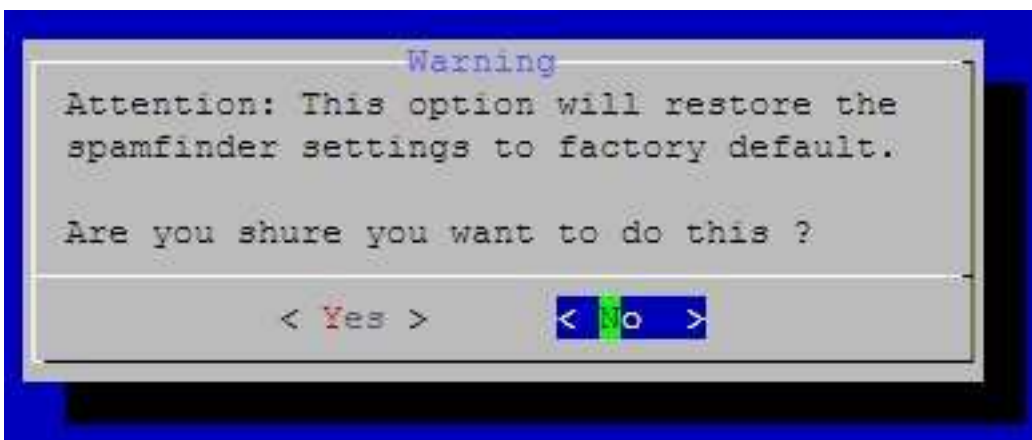 Warning
Attention: This option will restore the
spamfinder settings to factory default.
Are you shure you want to do this ?
< Yes > < No >